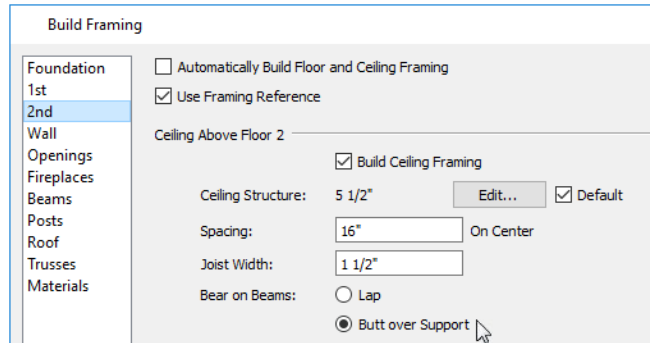 Build Framing
Foundation
1st
2nd
Wall
Openings
Fireplaces
Beams
Posts
Roof
Trusses
Materials
Automatically Build Floor and Ceiling Framing
Use Framing Reference
Ceiling Above Floor 2
Build Ceiling Framing
Ceiling Structure: 5 1/2" Edit... Default
Spacing: 16" On Center
Joist Width: 1 1/2"
Bear on Beams: Lap
Butt over Support